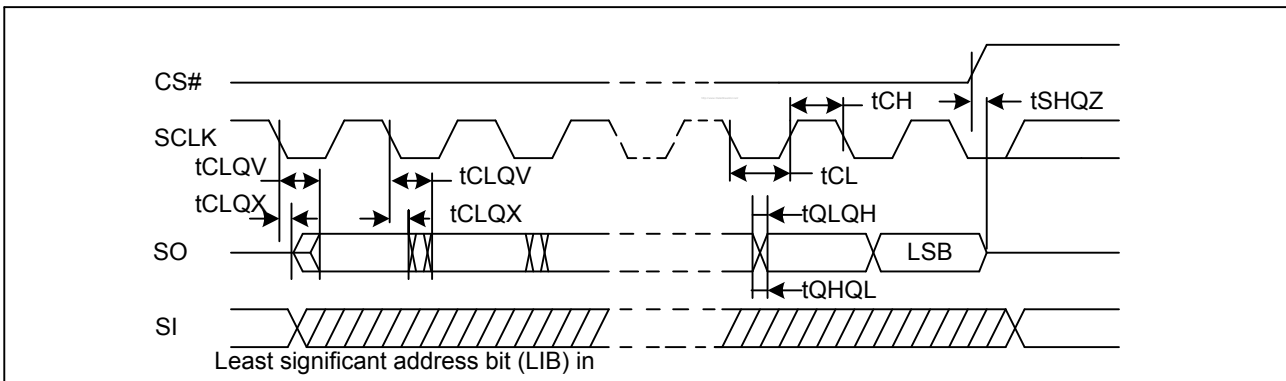 CS#
tCH
tSHQZ
SCLK
tCLQV
tCLQV
tCL
tCLQX
tCLQX
tQLQH
SO
LSB
tQHQL
SI
Least significant address bit (LIB) in